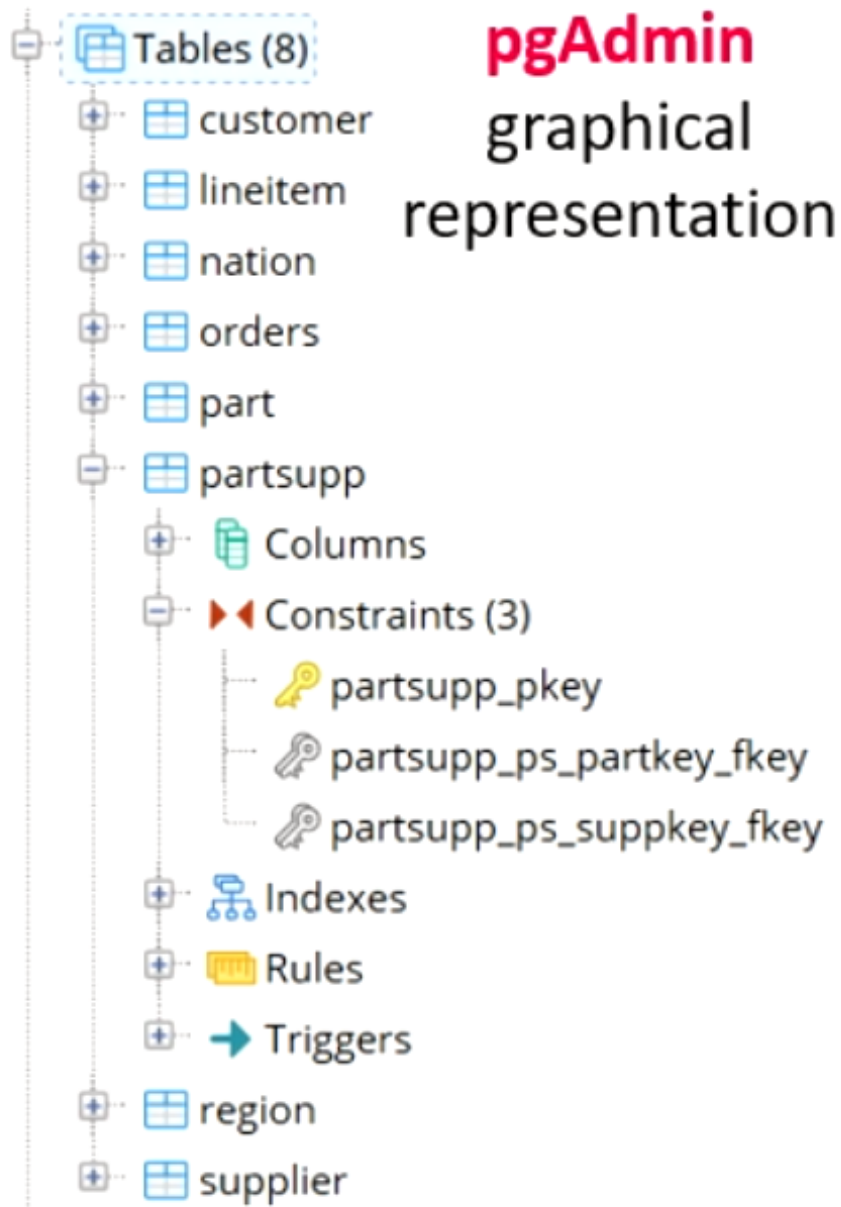 Tables (8)
pgAdmin
graphical
representation
customer
lineitem
nation
orders
part
partsupp
Columns
Constraints (3)
partsupp_pkey
partsupp_ps_partkey_fkey
partsupp_ps_suppkey_fkey
Indexes
Rules
Triggers
region
supplier